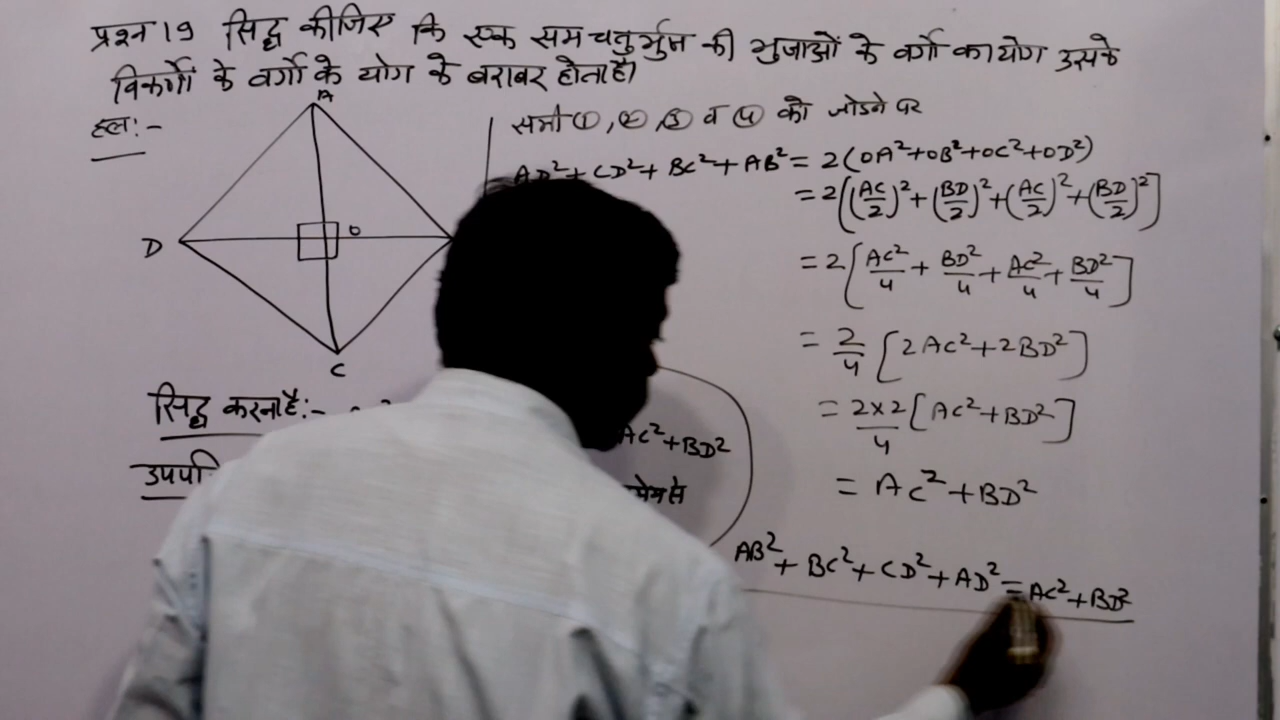 प्रश्न 19 सिद्ध कीजिए कि एक समचतुर्भुज की भुजाओं के वर्गो का योग उसके
विकर्णो के वर्गो के योग के बराबर होता है।
हल:-
A
D
O
C
सिद्ध करना है:-
AC²+BD²
सभी ①, ②, ③ व ④ को जोडने पर
AD²+CD²+BC²+AB²= 2(OA²+OB²+OC²+OD²)
=2[(AC/2)²+(BD/2)²+(AC/2)²+(BD/2)²]
=2[AC²/4+BD²/4+AC²/4+BD²/4]
= 2/4 [2AC²+2BD²]
= 2×2/4 [AC²+BD²]
= AC²+BD²
AB²+BC²+CD²+AD²=AC²+BD²